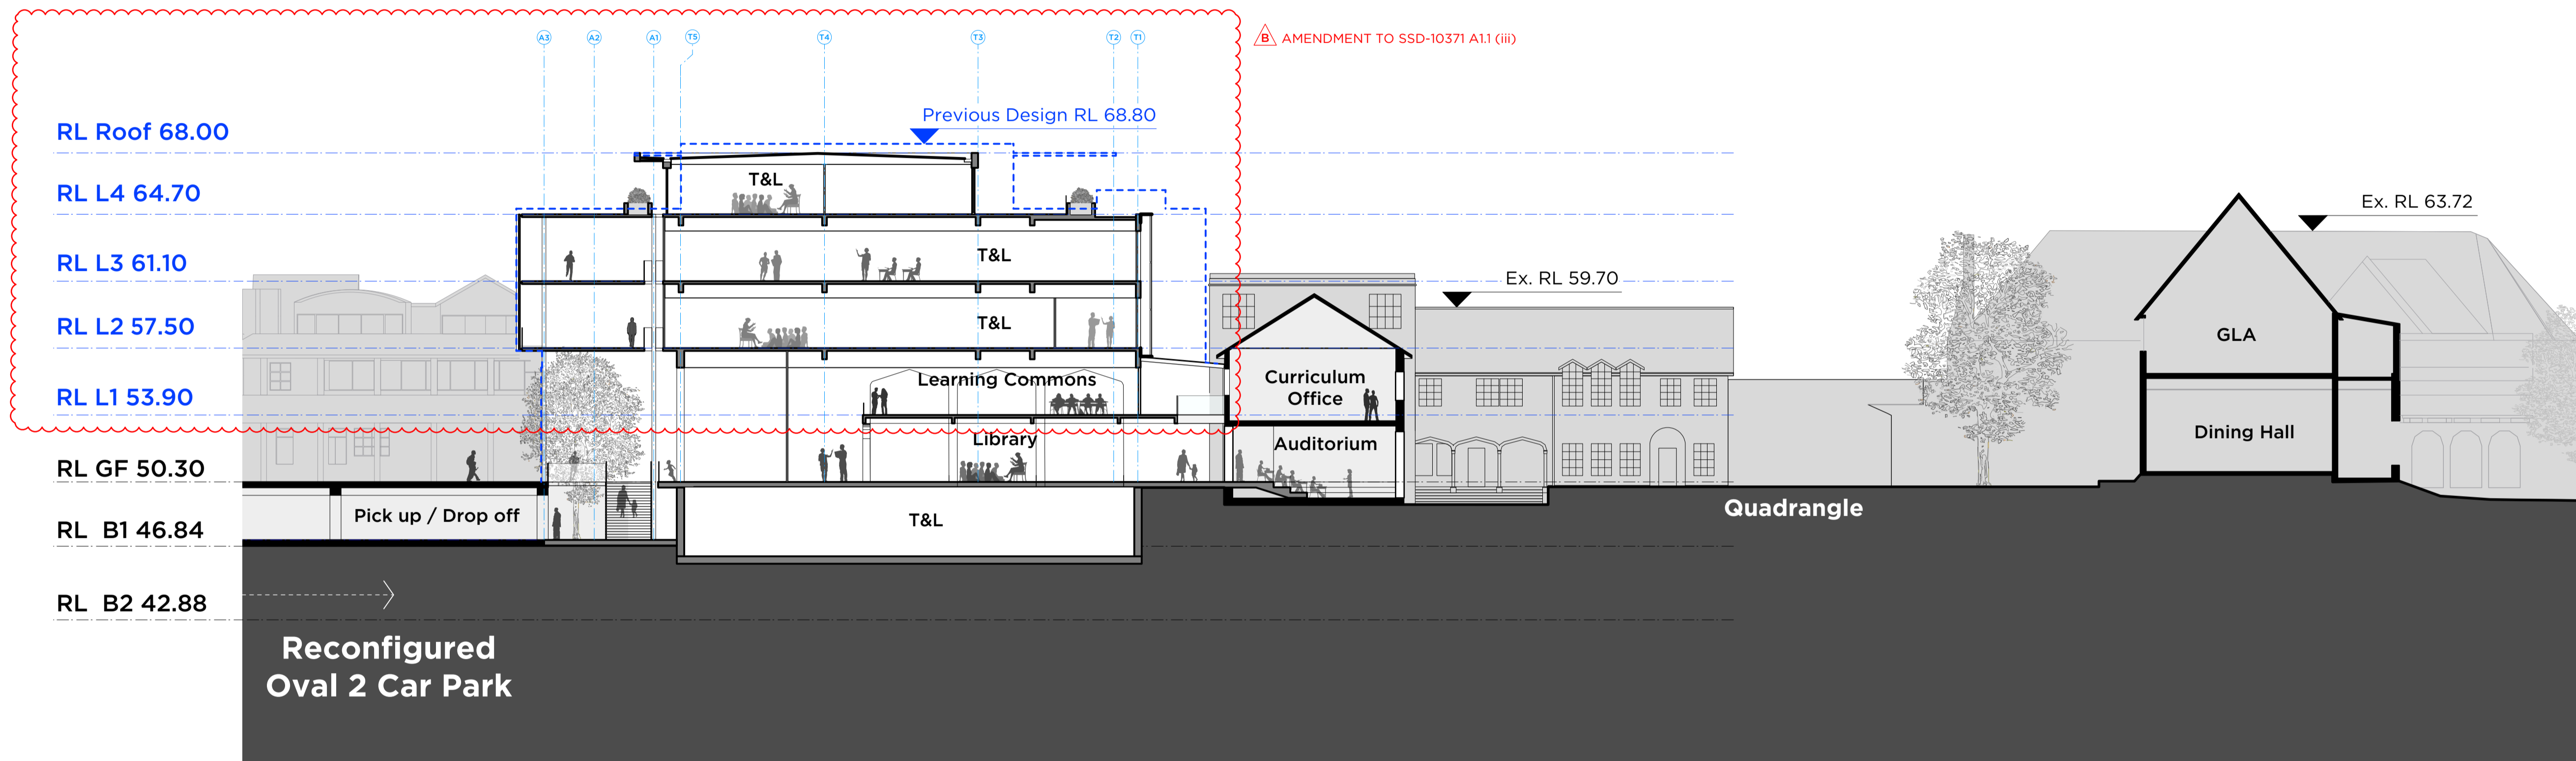 A3
A2
A1
T5
T4
T3
T2
T1
B
AMENDMENT TO SSD-10371 A1.1 (iii)
Previous Design RL 68.80
RL Roof 68.00
RL L4 64.70
RL L3 61.10
RL L2 57.50
RL L1 53.90
RL GF 50.30
RL B1 46.84
RL B2 42.88
T&L
T&L
T&L
Learning Commons
Library
T&L
Pick up / Drop off
Reconfigured
Oval 2 Car Park
Curriculum
Office
Auditorium
Ex. RL 59.70
Quadrangle
Ex. RL 63.72
GLA
Dining Hall